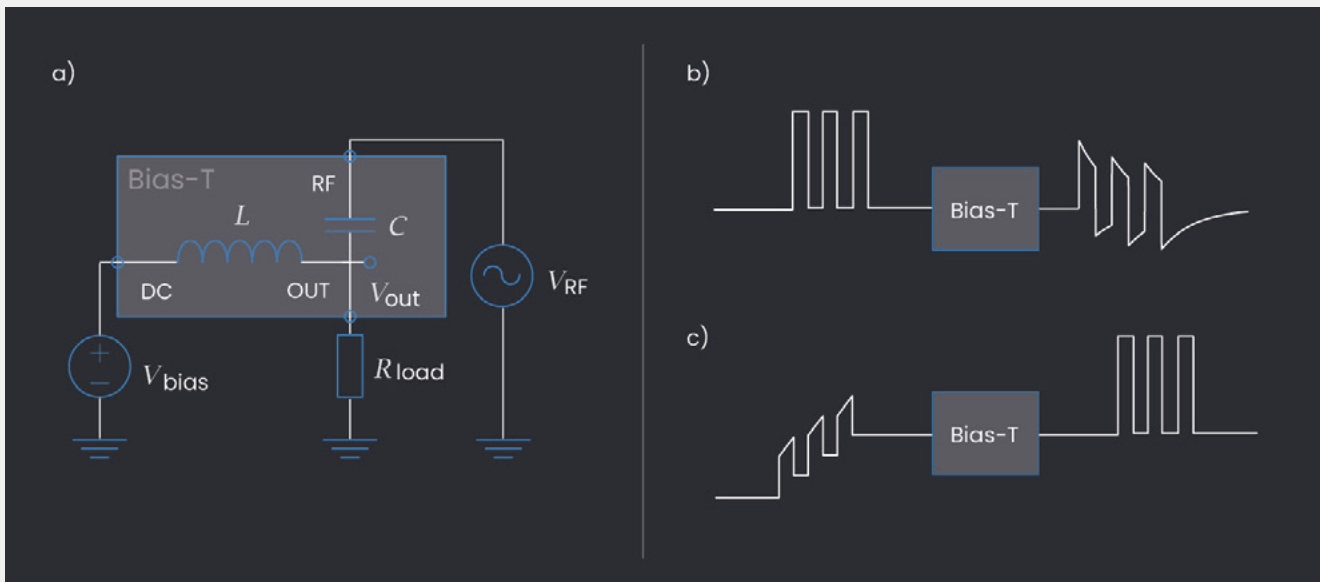 a)
Bias-T
RF
L
C
DC
OUT
Vout
VRF
Vbias
+
−
Rload
b)
Bias-T
c)
Bias-T